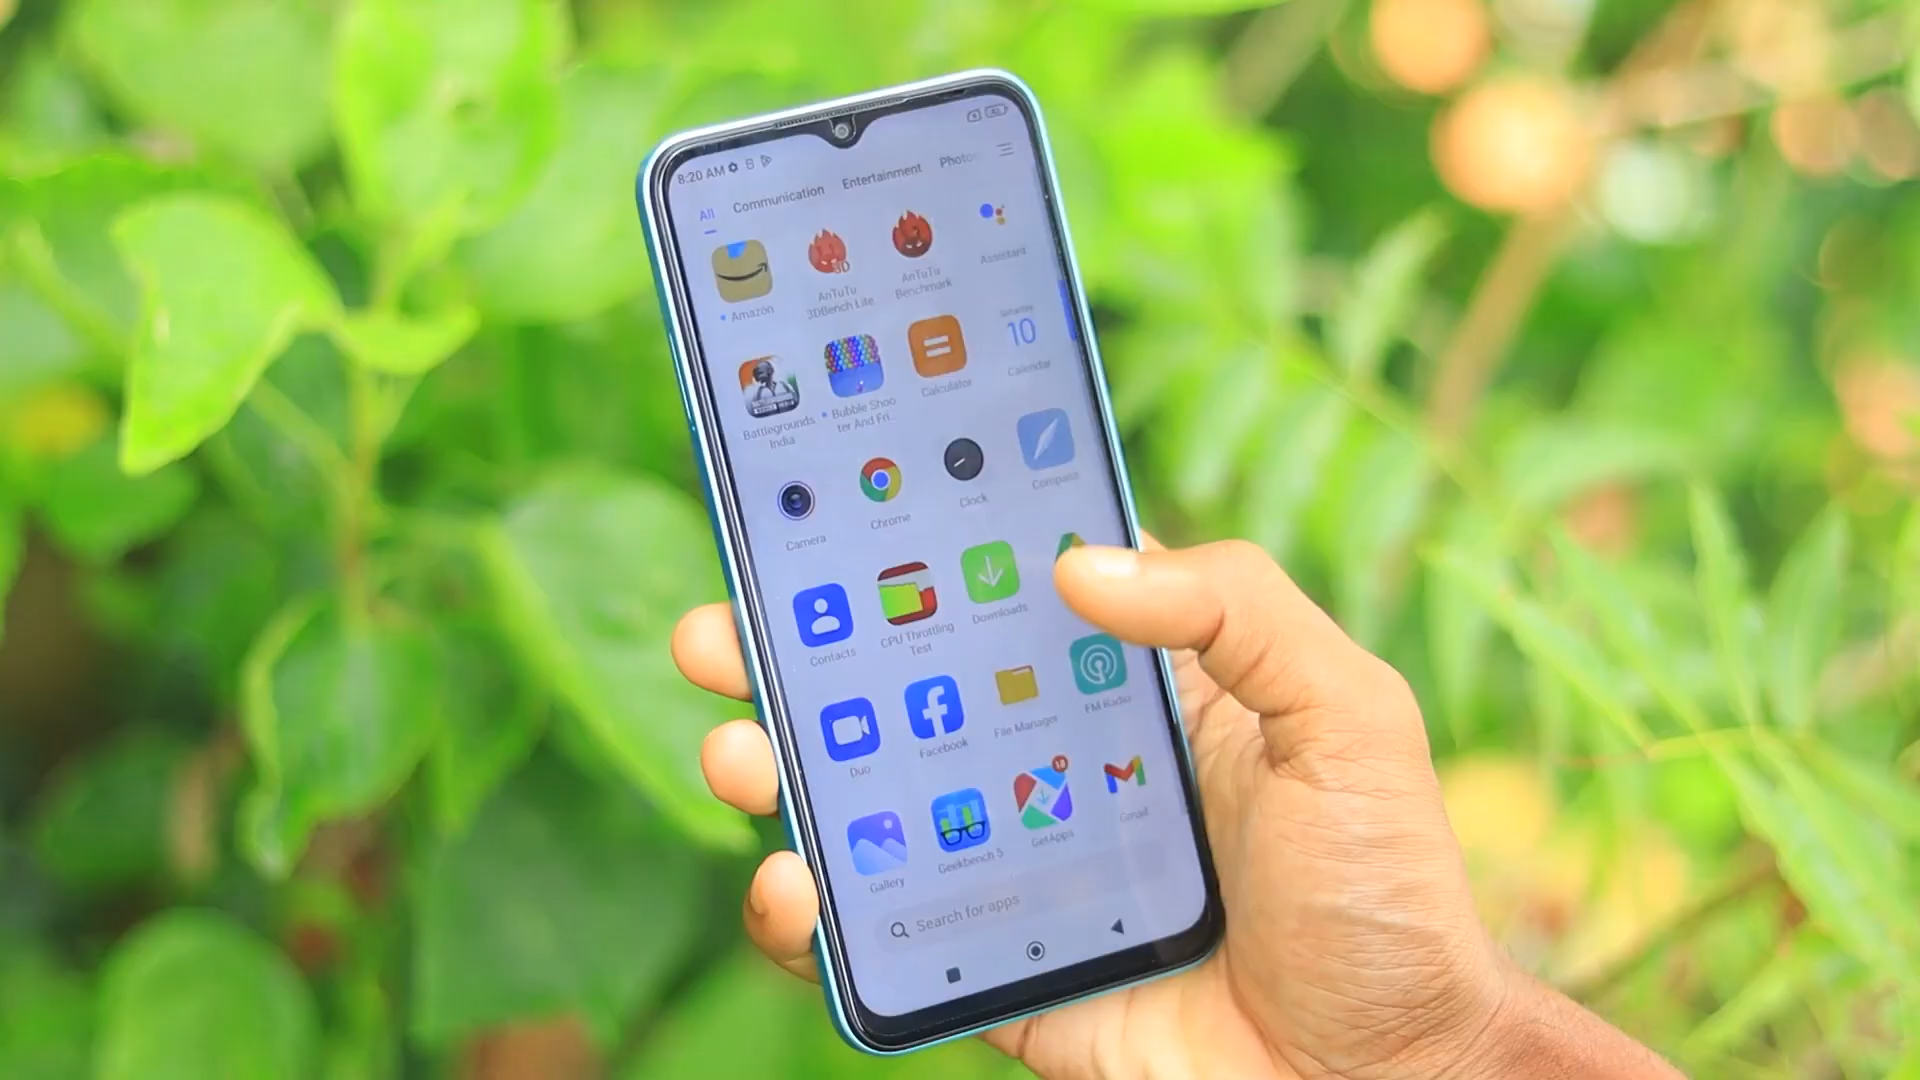 8:20 AM
All Communication Entertainment Photo
Amazon
AnTuTu
3DBench Lite
AnTuTu
Benchmark
Assistant
Battlegrounds
India
Bubble Shoo
ter And Fri...
Calculator
Saturday
10
Calendar
Camera
Chrome
Clock
Compass
Contacts
CPU Throttling
Test
Downloads
Duo
Facebook
File Manager
FM Radio
Gallery
Geekbench 5
18
GetApps
Gmail
Search for apps